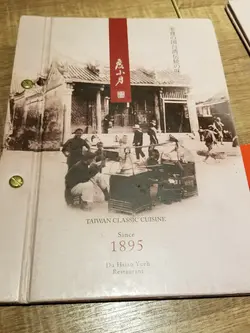 度小月
TAIWAN CLASSIC CUISINE
Since
1895
Du Hsiao Yueh
Restaurant